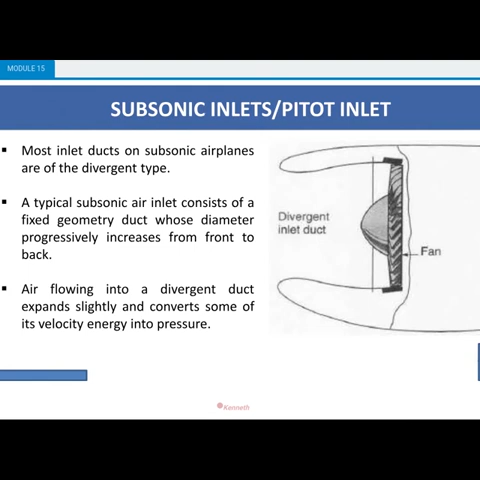 MODULE 15
SUBSONIC INLETS/PITOT INLET
▪ Most inlet ducts on subsonic airplanes
are of the divergent type.
▪ A typical subsonic air inlet consists of a
fixed geometry duct whose diameter
progressively increases from front to
back.
▪ Air flowing into a divergent duct
expands slightly and converts some of
its velocity energy into pressure.
Divergent
inlet duct
Fan
Kenneth